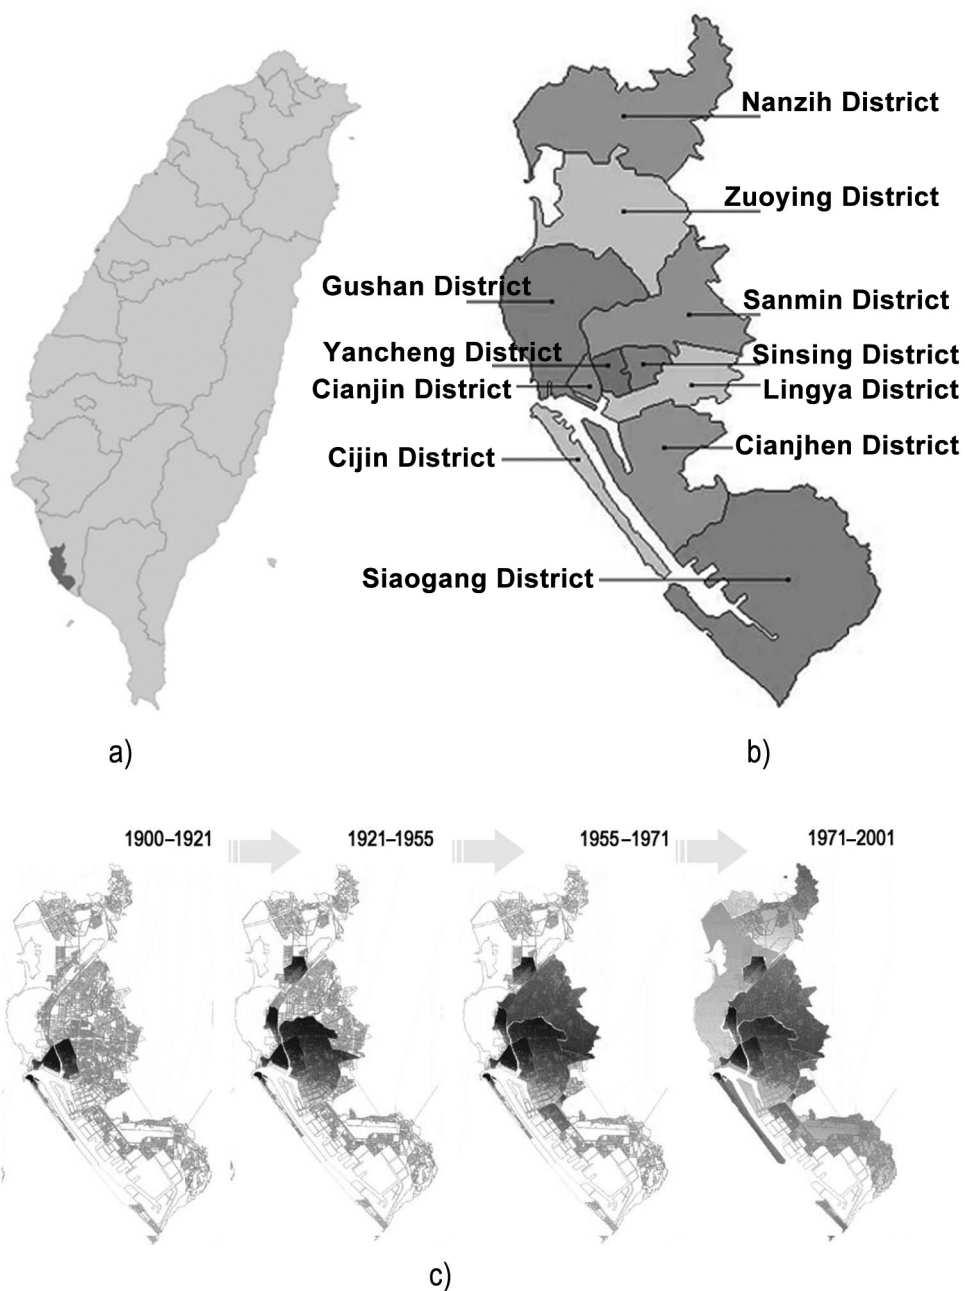 Nanzih District
Zuoying District
Gushan District
Sanmin District
Yancheng District
Sinsing District
Cianjin District
Lingya District
Cianjhen District
Cijin District
Siaogang District
a)
b)
1900–1921
1921–1955
1955–1971
1971–2001
c)